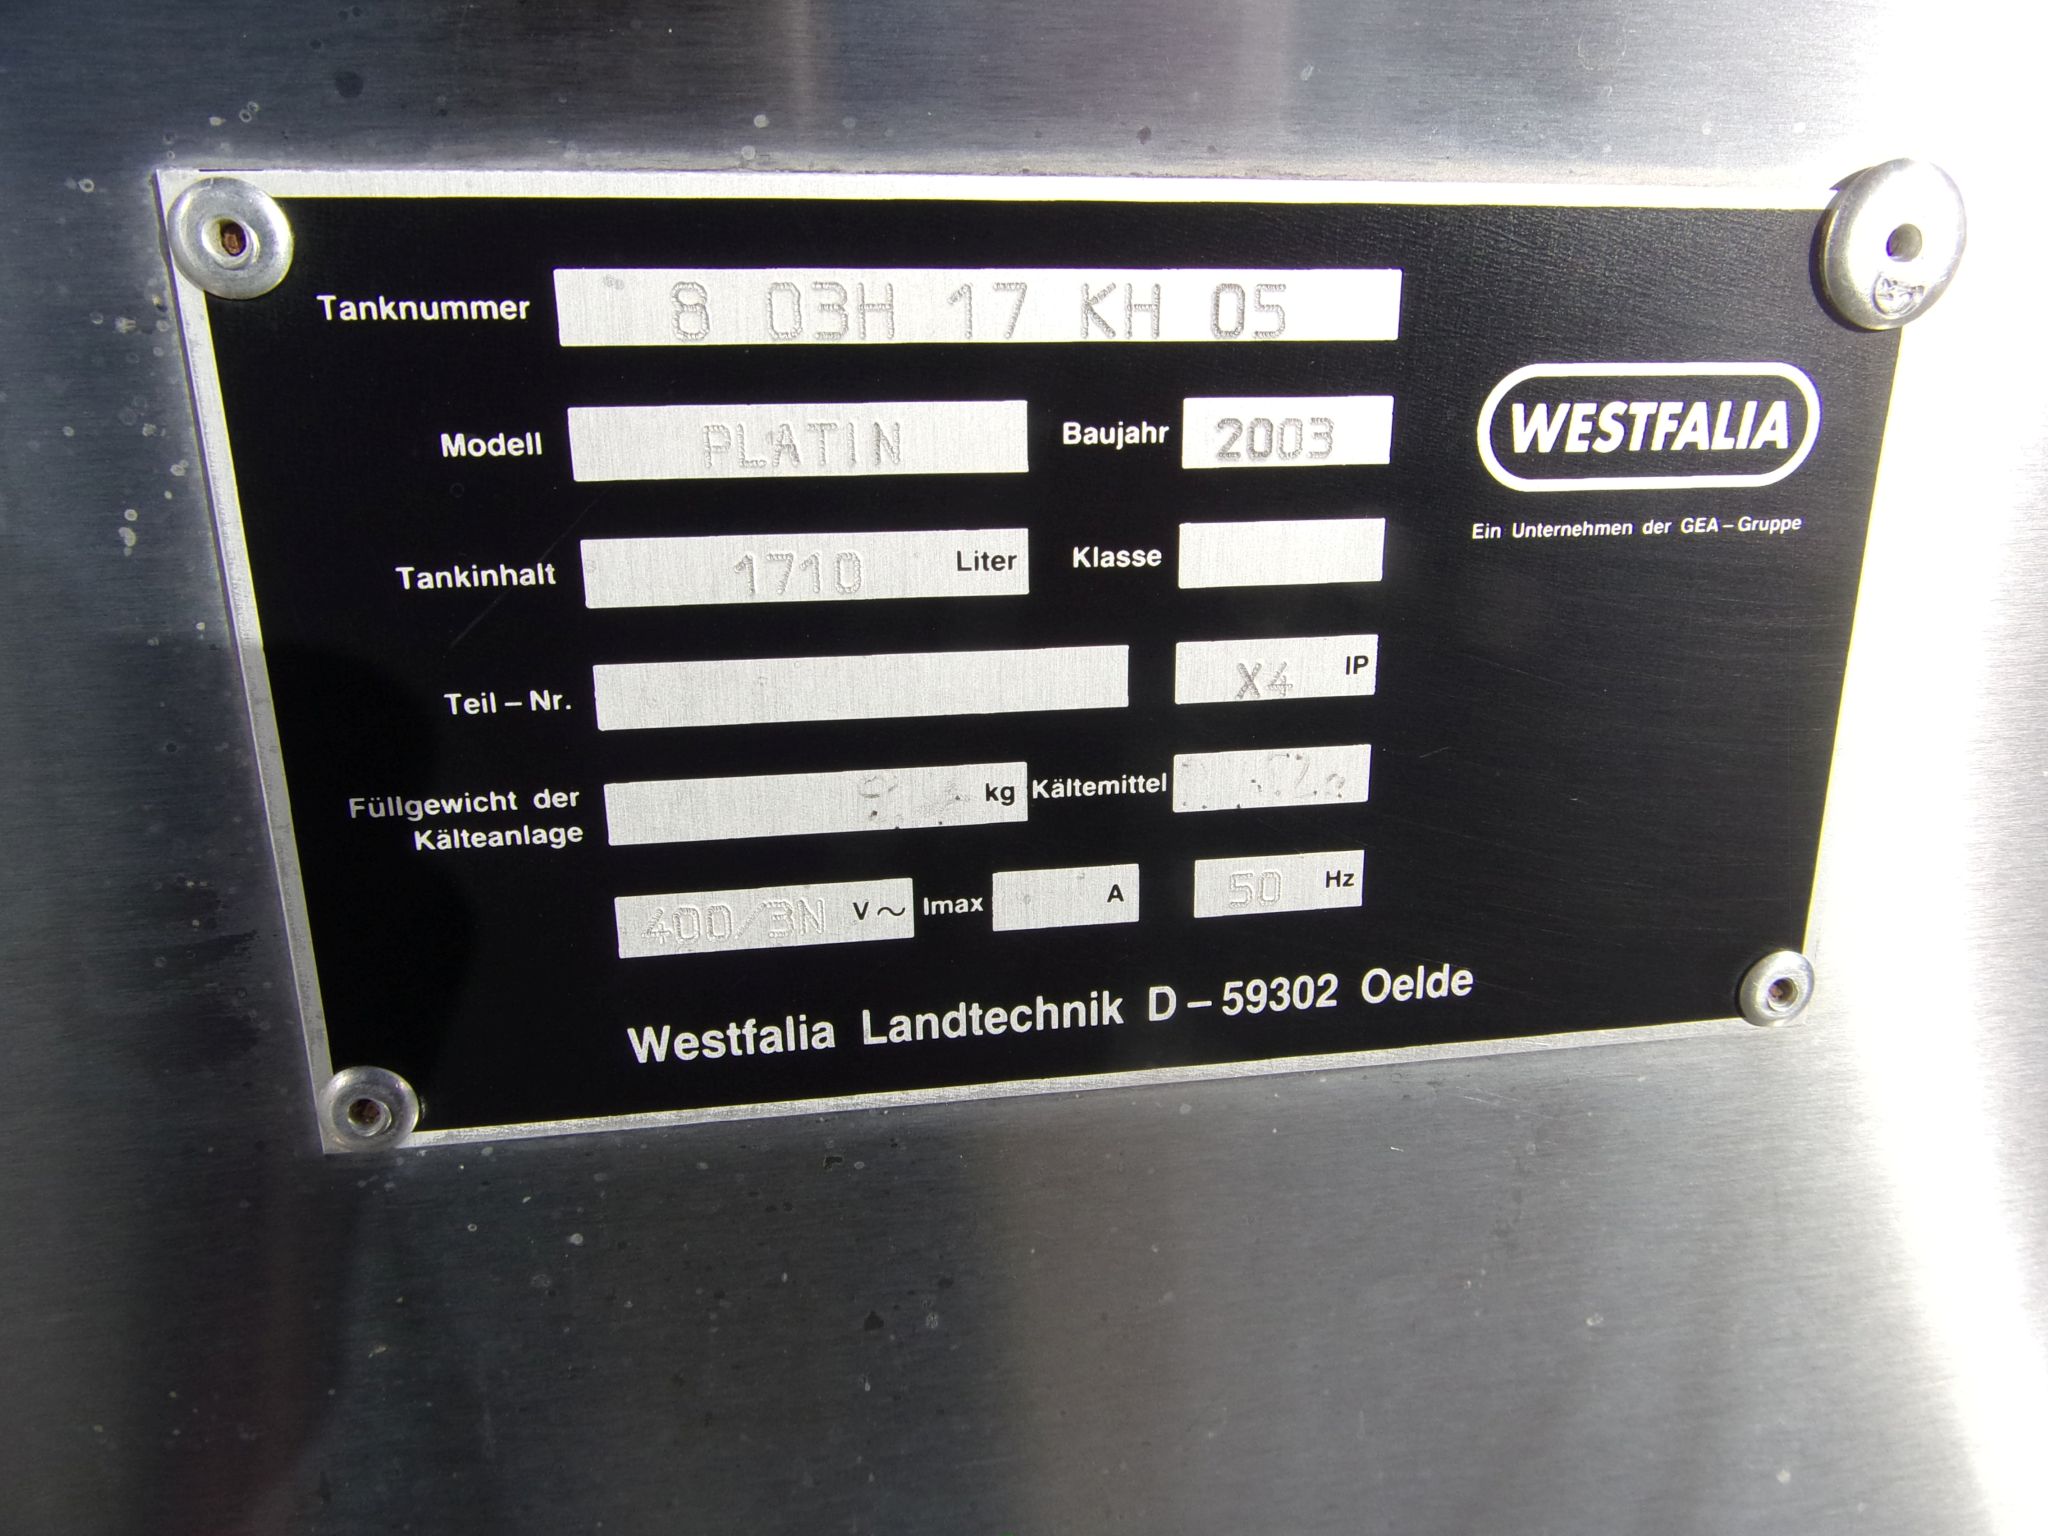 Tanknummer 8 03H 17 KH 05
Modell PLATIN Baujahr 2003
WESTFALIA
Ein Unternehmen der GEA – Gruppe
Tankinhalt 1710 Liter Klasse
Teil – Nr. X4 IP
Füllgewicht der
Kälteanlage kg Kältemittel
400/3N V ~ Imax A 50 Hz
Westfalia Landtechnik D – 59302 Oelde